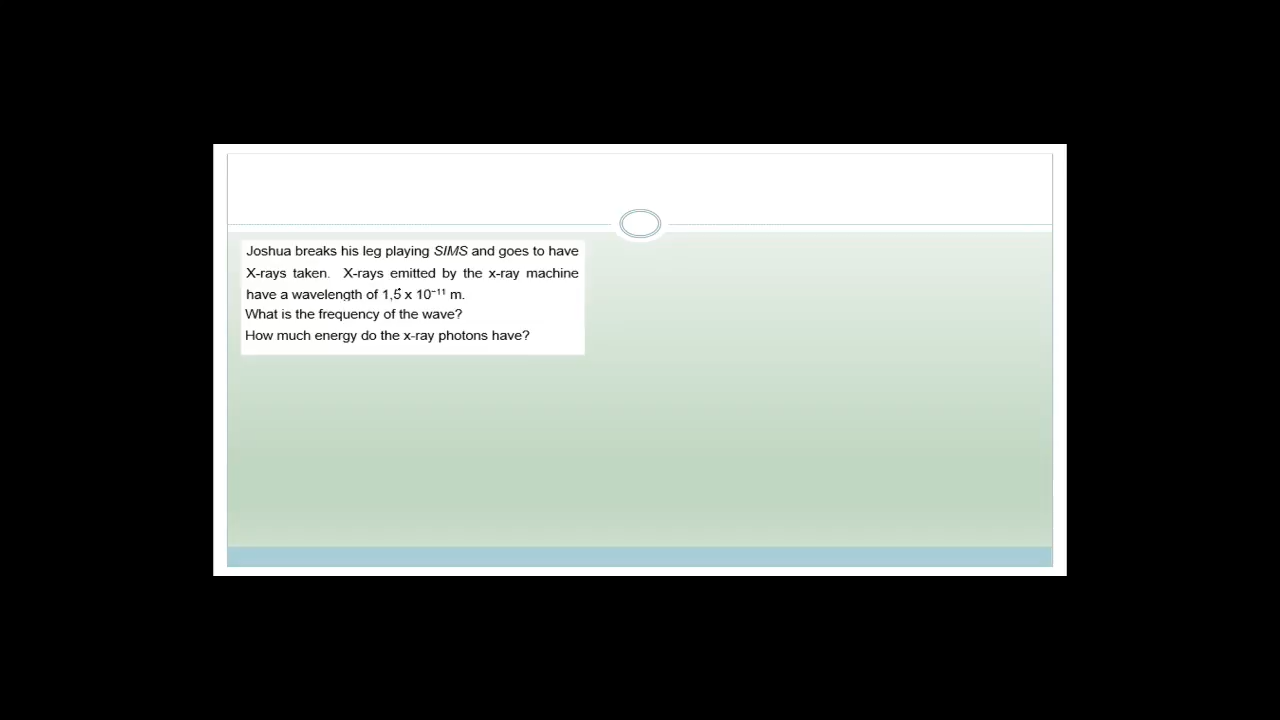 Joshua breaks his leg playing SIMS and goes to have
X-rays taken. X-rays emitted by the x-ray machine
have a wavelength of 1,5 x 10⁻¹¹ m.
What is the frequency of the wave?
How much energy do the x-ray photons have?